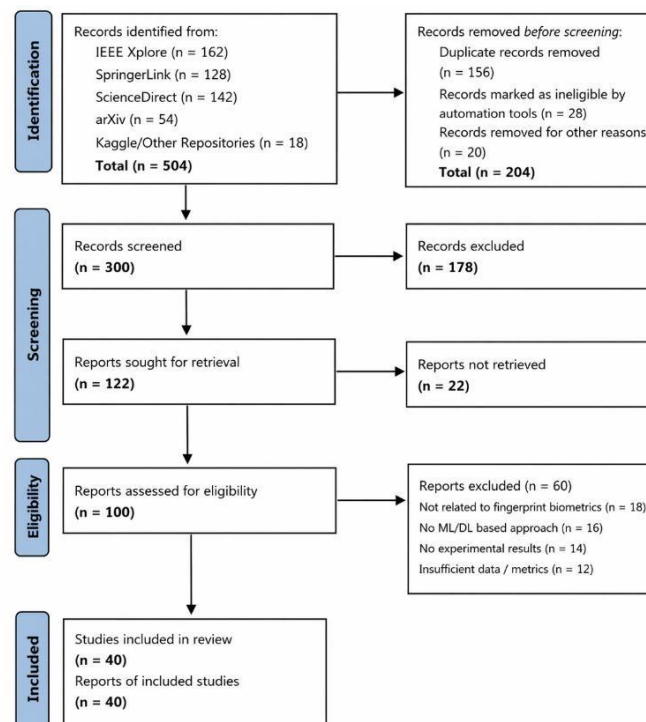 Identification
Records identified from:
IEEE Xplore (n = 162)
SpringerLink (n = 128)
ScienceDirect (n = 142)
arXiv (n = 54)
Kaggle/Other Repositories (n = 18)
Total (n = 504)
Records removed before screening:
Duplicate records removed
(n = 156)
Records marked as ineligible by
automation tools (n = 28)
Records removed for other reasons
(n = 20)
Total (n = 204)
Screening
Records screened
(n = 300)
Records excluded
(n = 178)
Reports sought for retrieval
(n = 122)
Reports not retrieved
(n = 22)
Eligibility
Reports assessed for eligibility
(n = 100)
Reports excluded (n = 60)
Not related to fingerprint biometrics (n = 18)
No ML/DL based approach (n = 16)
No experimental results (n = 14)
Insufficient data / metrics (n = 12)
Included
Studies included in review
(n = 40)
Reports of included studies
(n = 40)